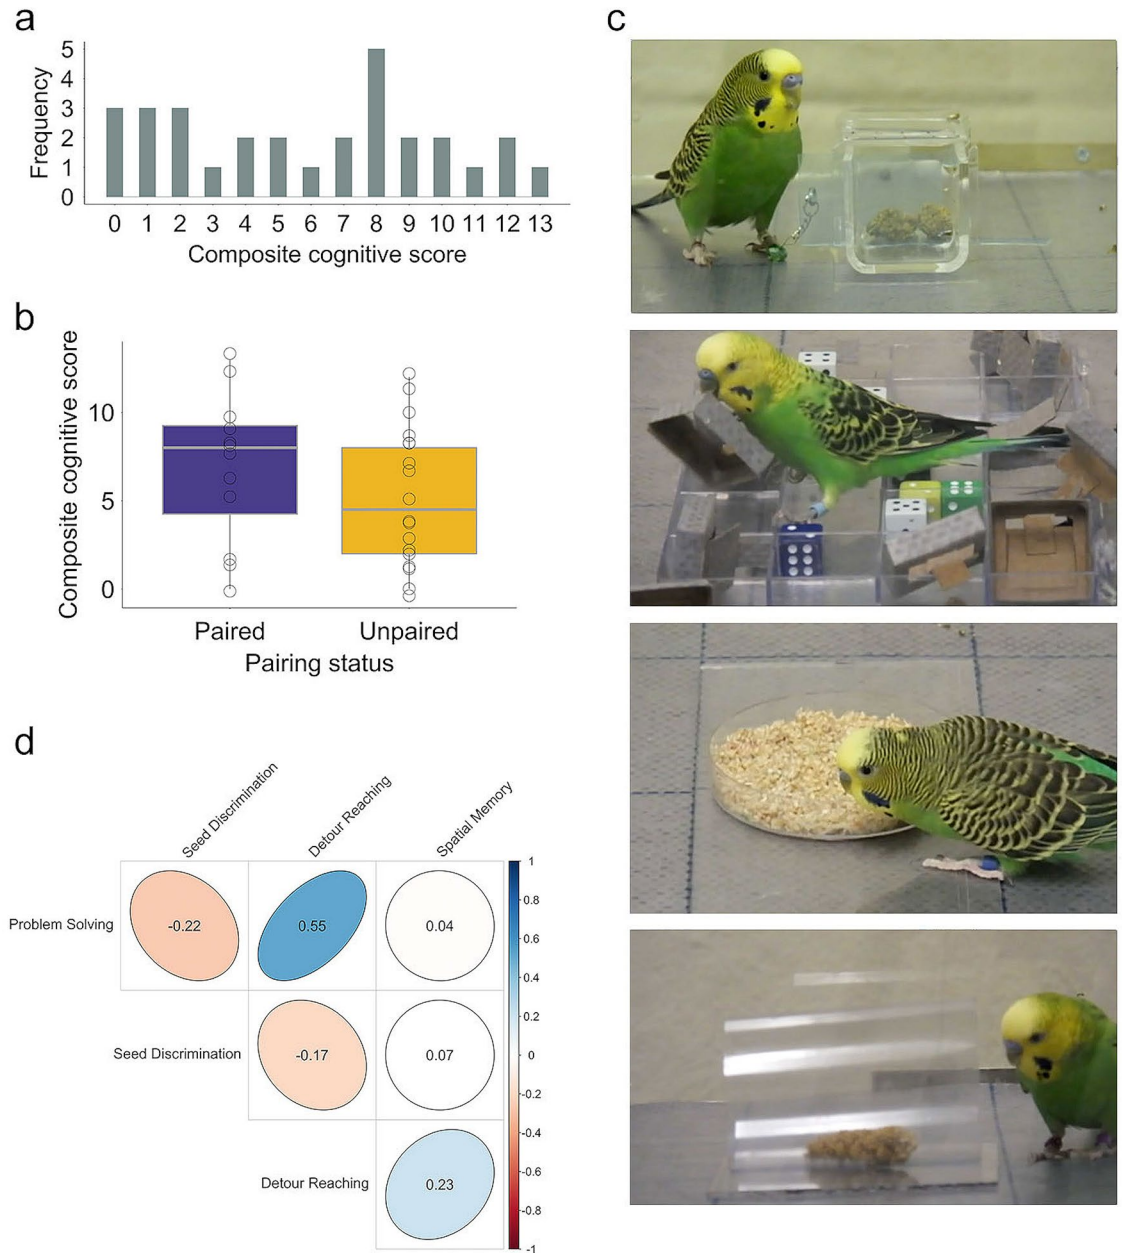 a
Frequency
5
4
3
2
1
0
0 1 2 3 4 5 6 7 8 9 10 11 12 13
Composite cognitive score
b
Composite cognitive score
10
5
0
Paired Unpaired
Pairing status
c
d
Seed Discrimination Detour Reaching Spatial Memory
Problem Solving -0.22 0.55 0.04
Seed Discrimination -0.17 0.07
Detour Reaching 0.23
1
0.8
0.6
0.4
0.2
0
-0.2
-0.4
-0.6
-0.8
-1